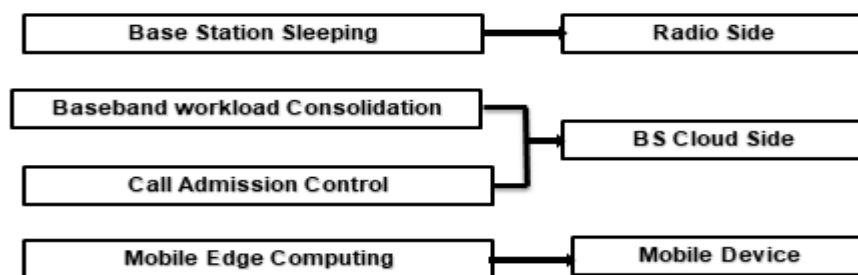 Base Station Sleeping
Radio Side
Baseband workload Consolidation
BS Cloud Side
Call Admission Control
Mobile Edge Computing
Mobile Device